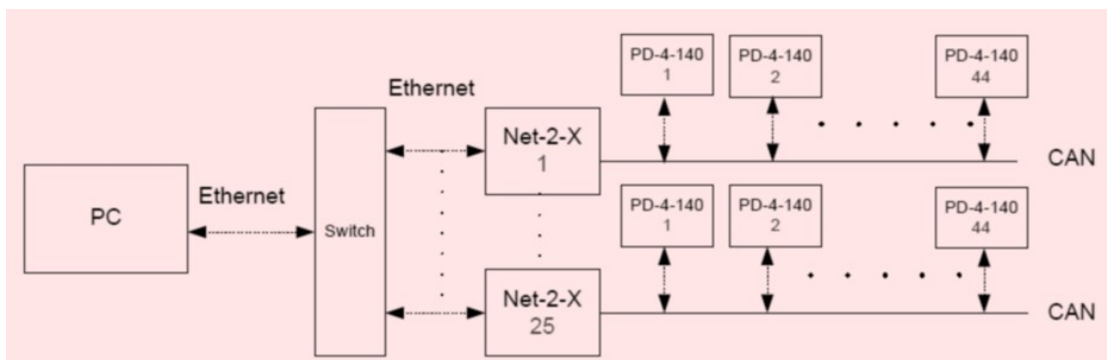 PD-4-140
1
PD-4-140
2
PD-4-140
44
Ethernet
Net-2-X
1
CAN
PC
Ethernet
Switch
PD-4-140
1
PD-4-140
2
PD-4-140
44
Net-2-X
25
CAN